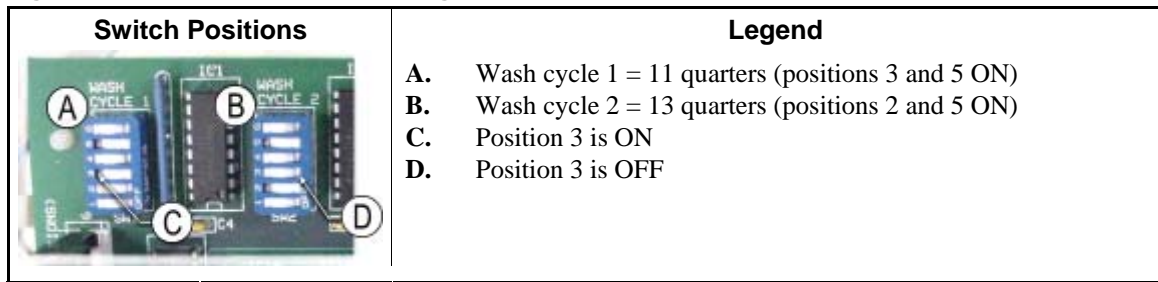 Switch Positions
Legend
IC1
WASH
CYCLE 1
WASH
CYCLE 2
A
B
C
D
C4
SW2
OFF
A. Wash cycle 1 = 11 quarters (positions 3 and 5 ON)
B. Wash cycle 2 = 13 quarters (positions 2 and 5 ON)
C. Position 3 is ON
D. Position 3 is OFF